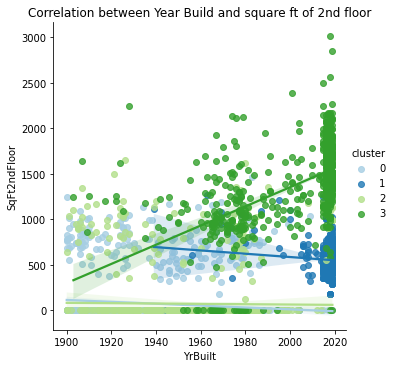 Correlation between Year Build and square ft of 2nd floor
3000
2500
2000
1500
1000
500
0
SqFt2ndFloor
1900 1920 1940 1960 1980 2000 2020
YrBuilt
cluster
0
1
2
3